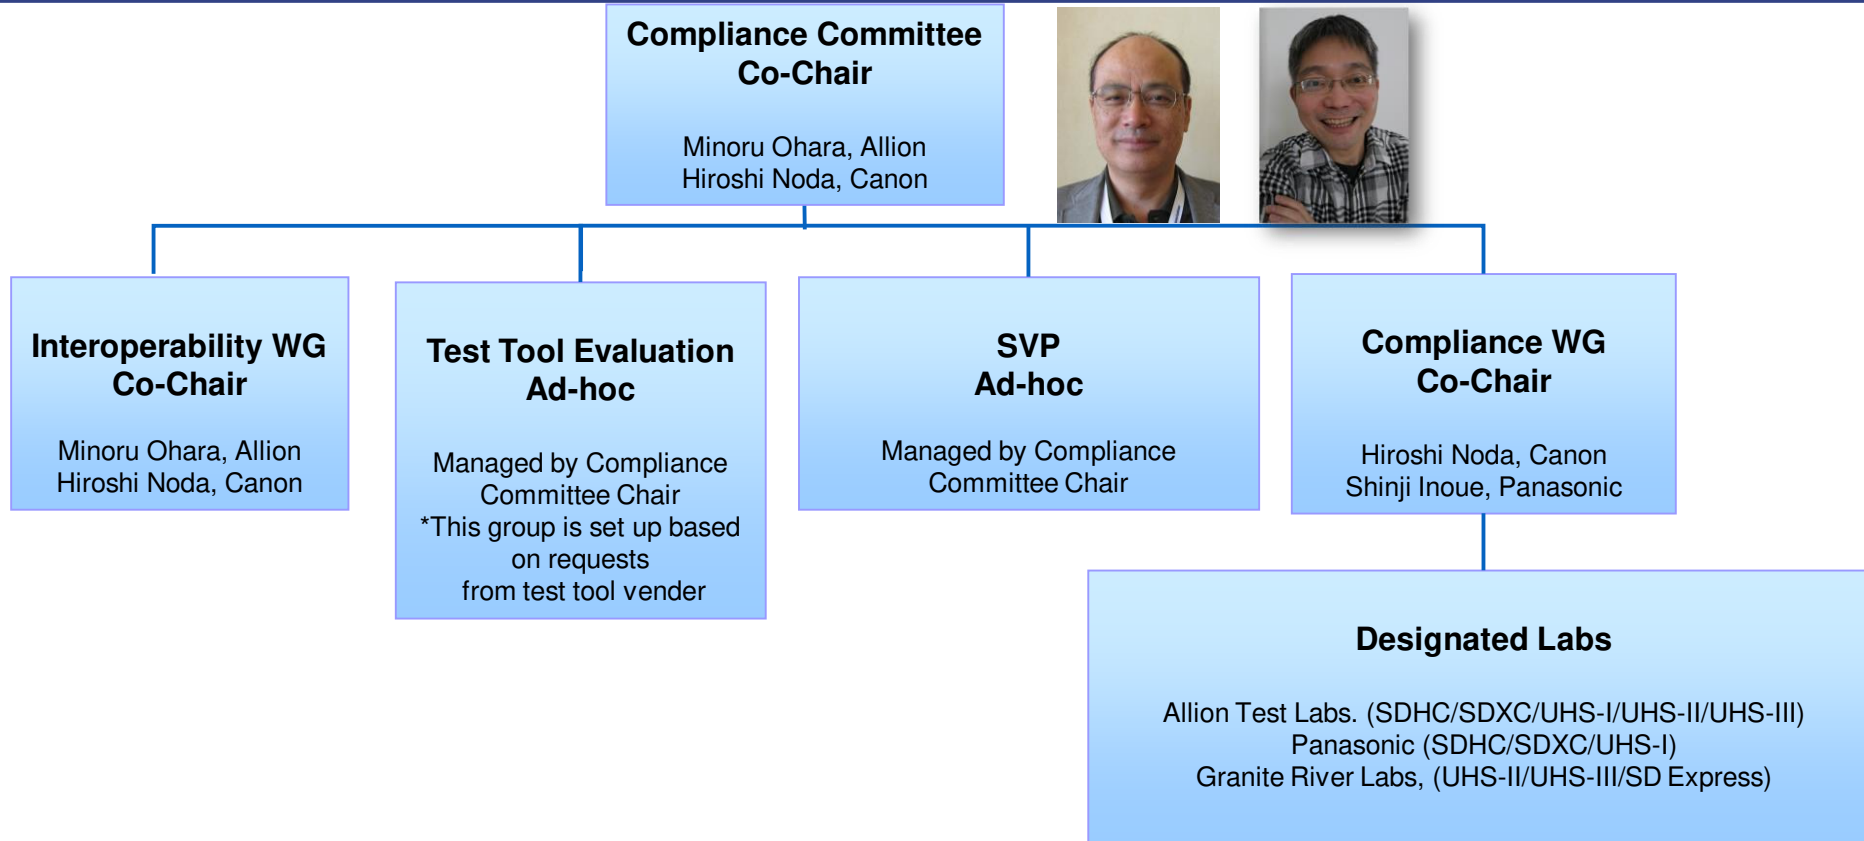 Compliance Committee
Co-Chair
Minoru Ohara, Allion
Hiroshi Noda, Canon
Interoperability WG
Co-Chair
Minoru Ohara, Allion
Hiroshi Noda, Canon
Test Tool Evaluation
Ad-hoc
Managed by Compliance
Committee Chair
*This group is set up based
on requests
from test tool vender
SVP
Ad-hoc
Managed by Compliance
Committee Chair
Compliance WG
Co-Chair
Hiroshi Noda, Canon
Shinji Inoue, Panasonic
Designated Labs
Allion Test Labs. (SDHC/SDXC/UHS-I/UHS-II/UHS-III)
Panasonic (SDHC/SDXC/UHS-I)
Granite River Labs, (UHS-II/UHS-III/SD Express)